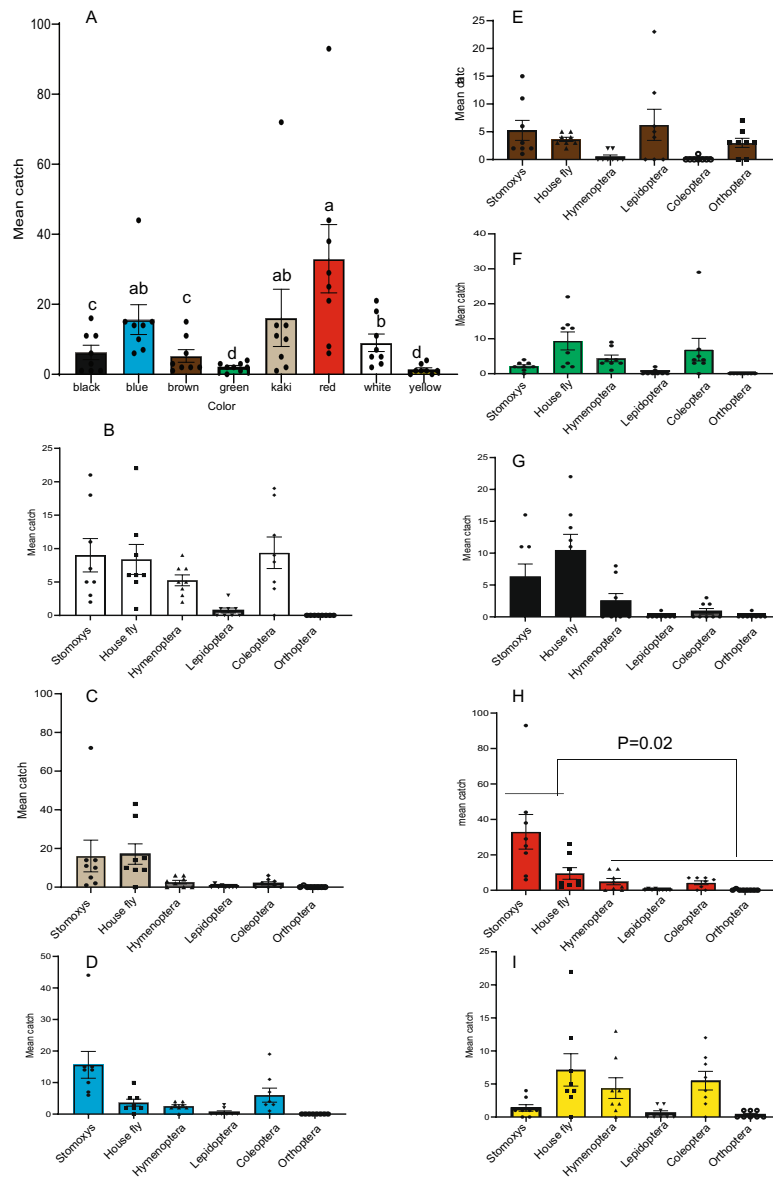 A
Mean catch
100
80
60
40
20
0
c
ab
c
d
ab
a
b
d
black
blue
brown
green
kaki
red
white
yellow
Color
B
Mean catch
25
20
15
10
5
0
Stomoxys
House fly
Hymenoptera
Lepidoptera
Coleoptera
Orthoptera
C
Mean catch
100
80
60
40
20
0
Stomoxys
House fly
Hymenoptera
Lepidoptera
Coleoptera
Orthoptera
D
Mean catch
50
40
30
20
10
0
Stomoxys
House fly
Hymenoptera
Lepidoptera
Coleoptera
Orthoptera
E
Mean datc
25
20
15
10
5
0
Stomoxys
House fly
Hymenoptera
Lepidoptera
Coleoptera
Orthoptera
F
Mean catch
40
30
20
10
0
Stomoxys
House fly
Hymenoptera
Lepidoptera
Coleoptera
Orthoptera
G
Mean ctach
25
20
15
10
5
0
Stomoxys
House fly
Hymenoptera
Lepidoptera
Coleoptera
Orthoptera
H
mean catch
100
80
60
40
20
0
P=0.02
Stomoxys
House fly
Hymenoptera
Lepidoptera
Coleoptera
Orthoptera
I
Mean catch
25
20
15
10
5
0
Stomoxys
House fly
Hymenoptera
Lepidoptera
Coleoptera
Orthoptera